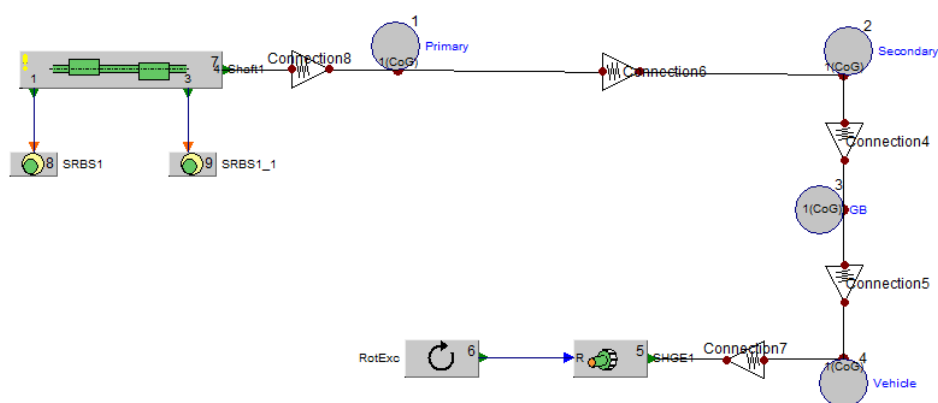 1
Primary
1(CoG)
2
Secondary
1(CoG)
7
1
4
Shaft1
3
Connection8
Connection6
8
SRBS1
9
SRBS1_1
Connection4
3
1(CoG)
GB
Connection5
RotExc
6
R
5
SHGE1
Connection7
4
1(CoG)
Vehicle